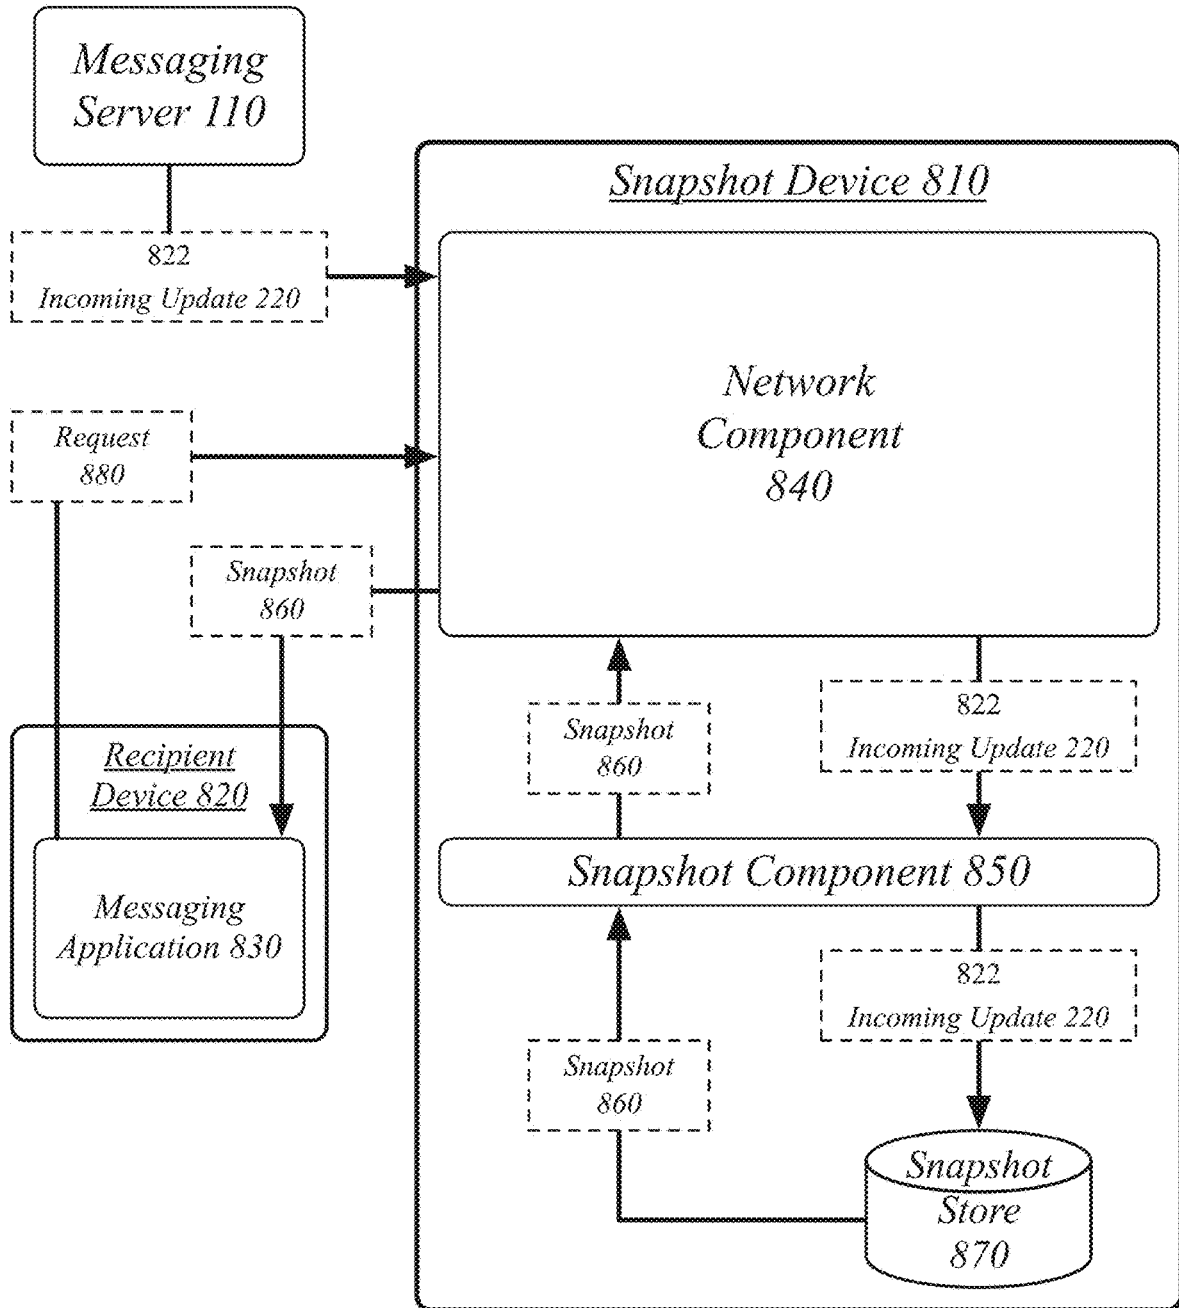 Messaging
Server 110
Snapshot Device 810
822
Incoming Update 220
Network
Component
840
Request
880
Snapshot
860
Snapshot
860
822
Incoming Update 220
Recipient
Device 820
Snapshot Component 850
Messaging
Application 830
822
Incoming Update 220
Snapshot
860
Snapshot
Store
870